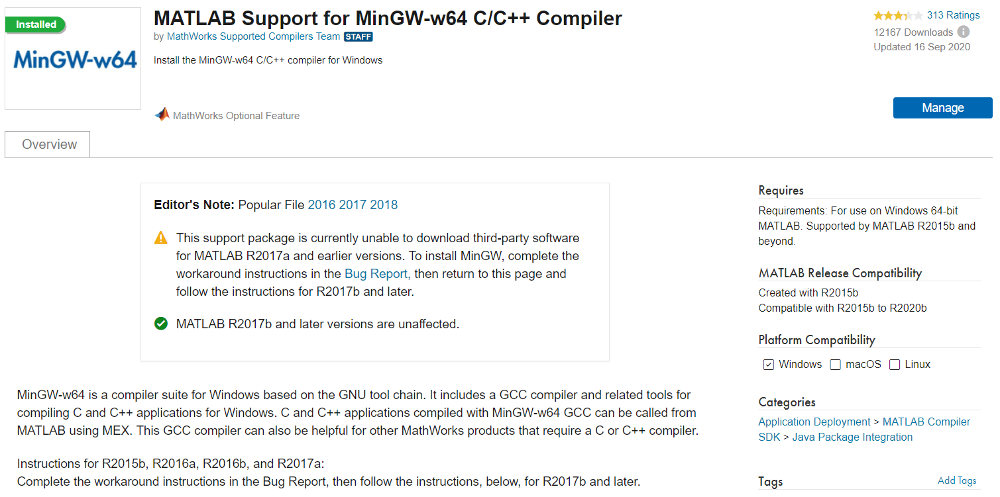 Installed
MinGW-w64
MATLAB Support for MinGW-w64 C/C++ Compiler
by MathWorks Supported Compilers Team STAFF
Install the MinGW-w64 C/C++ compiler for Windows
MathWorks Optional Feature
313 Ratings
12167 Downloads
Updated 16 Sep 2020
Manage
Overview
Editor's Note: Popular File 2016 2017 2018
This support package is currently unable to download third-party software
for MATLAB R2017a and earlier versions. To install MinGW, complete the
workaround instructions in the Bug Report, then return to this page and
follow the instructions for R2017b and later.
MATLAB R2017b and later versions are unaffected.
MinGW-w64 is a compiler suite for Windows based on the GNU tool chain. It includes a GCC compiler and related tools for
compiling C and C++ applications for Windows. C and C++ applications compiled with MinGW-w64 GCC can be called from
MATLAB using MEX. This GCC compiler can also be helpful for other MathWorks products that require a C or C++ compiler.
Instructions for R2015b, R2016a, R2016b, and R2017a:
Complete the workaround instructions in the Bug Report, then follow the instructions, below, for R2017b and later.
Requires
Requirements: For use on Windows 64-bit
MATLAB. Supported by MATLAB R2015b and
beyond.
MATLAB Release Compatibility
Created with R2015b
Compatible with R2015b to R2020b
Platform Compatibility
Windows macOS Linux
Categories
Application Deployment > MATLAB Compiler
SDK > Java Package Integration
Tags
Add Tags